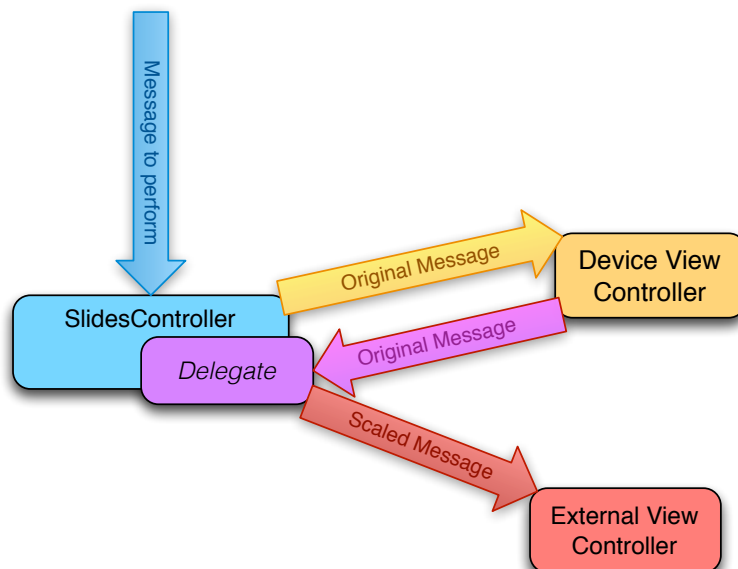 Message to perform
Original Message
Device View
Controller
SlidesController
Original Message
Delegate
Scaled Message
External View
Controller